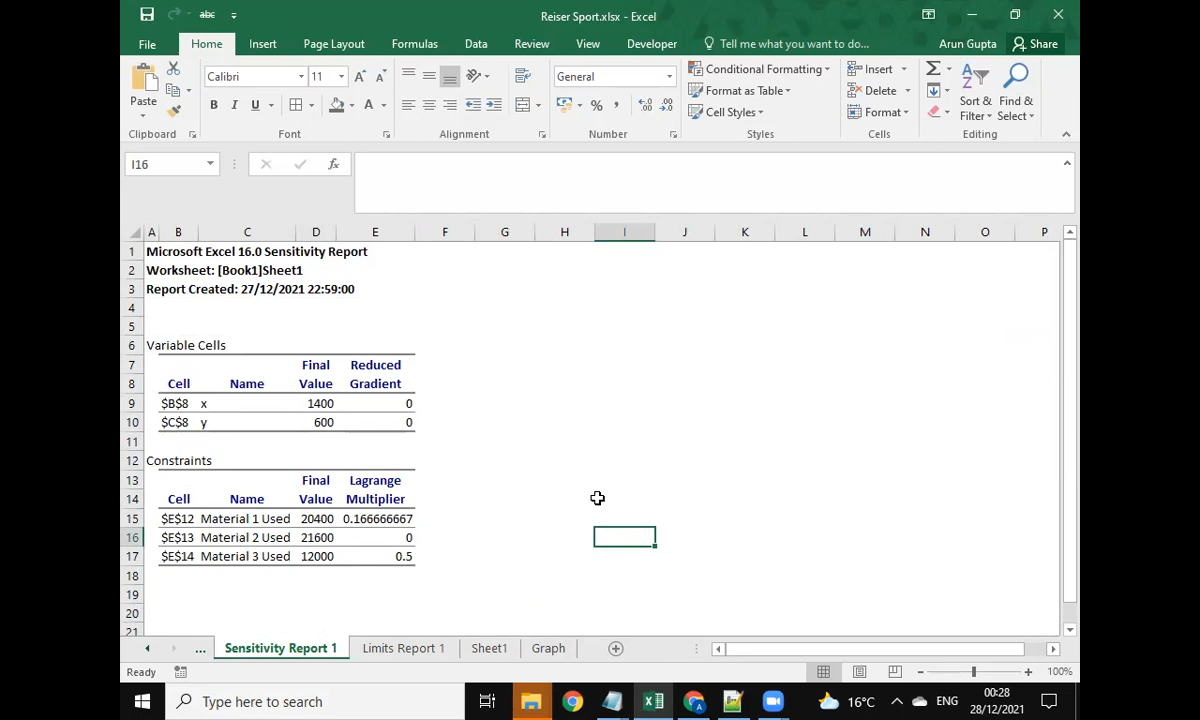 abc
Reiser Sport.xlsx - Excel
File Home Insert Page Layout Formulas Data Review View Developer Tell me what you want to do... Arun Gupta Share
Paste
Clipboard
Calibri 11
B I U
Font
Alignment
General
Number
Conditional Formatting
Format as Table
Cell Styles
Styles
Insert
Delete
Format
Cells
Sort & Filter
Find & Select
Editing
I16
fx
A B C D E F G H I J K L M N O P
1 Microsoft Excel 16.0 Sensitivity Report
2 Worksheet: [Book1]Sheet1
3 Report Created: 27/12/2021 22:59:00
4
5
6 Variable Cells
7 Final Reduced
8 Cell Name Value Gradient
9 $B$8 x 1400 0
10 $C$8 y 600 0
11
12 Constraints
13 Final Lagrange
14 Cell Name Value Multiplier
15 $E$12 Material 1 Used 20400 0.166666667
16 $E$13 Material 2 Used 21600 0
17 $E$14 Material 3 Used 12000 0.5
18
19
20
21
... Sensitivity Report 1 Limits Report 1 Sheet1 Graph
Ready 100%
Type here to search
16°C ENG 00:28
28/12/2021